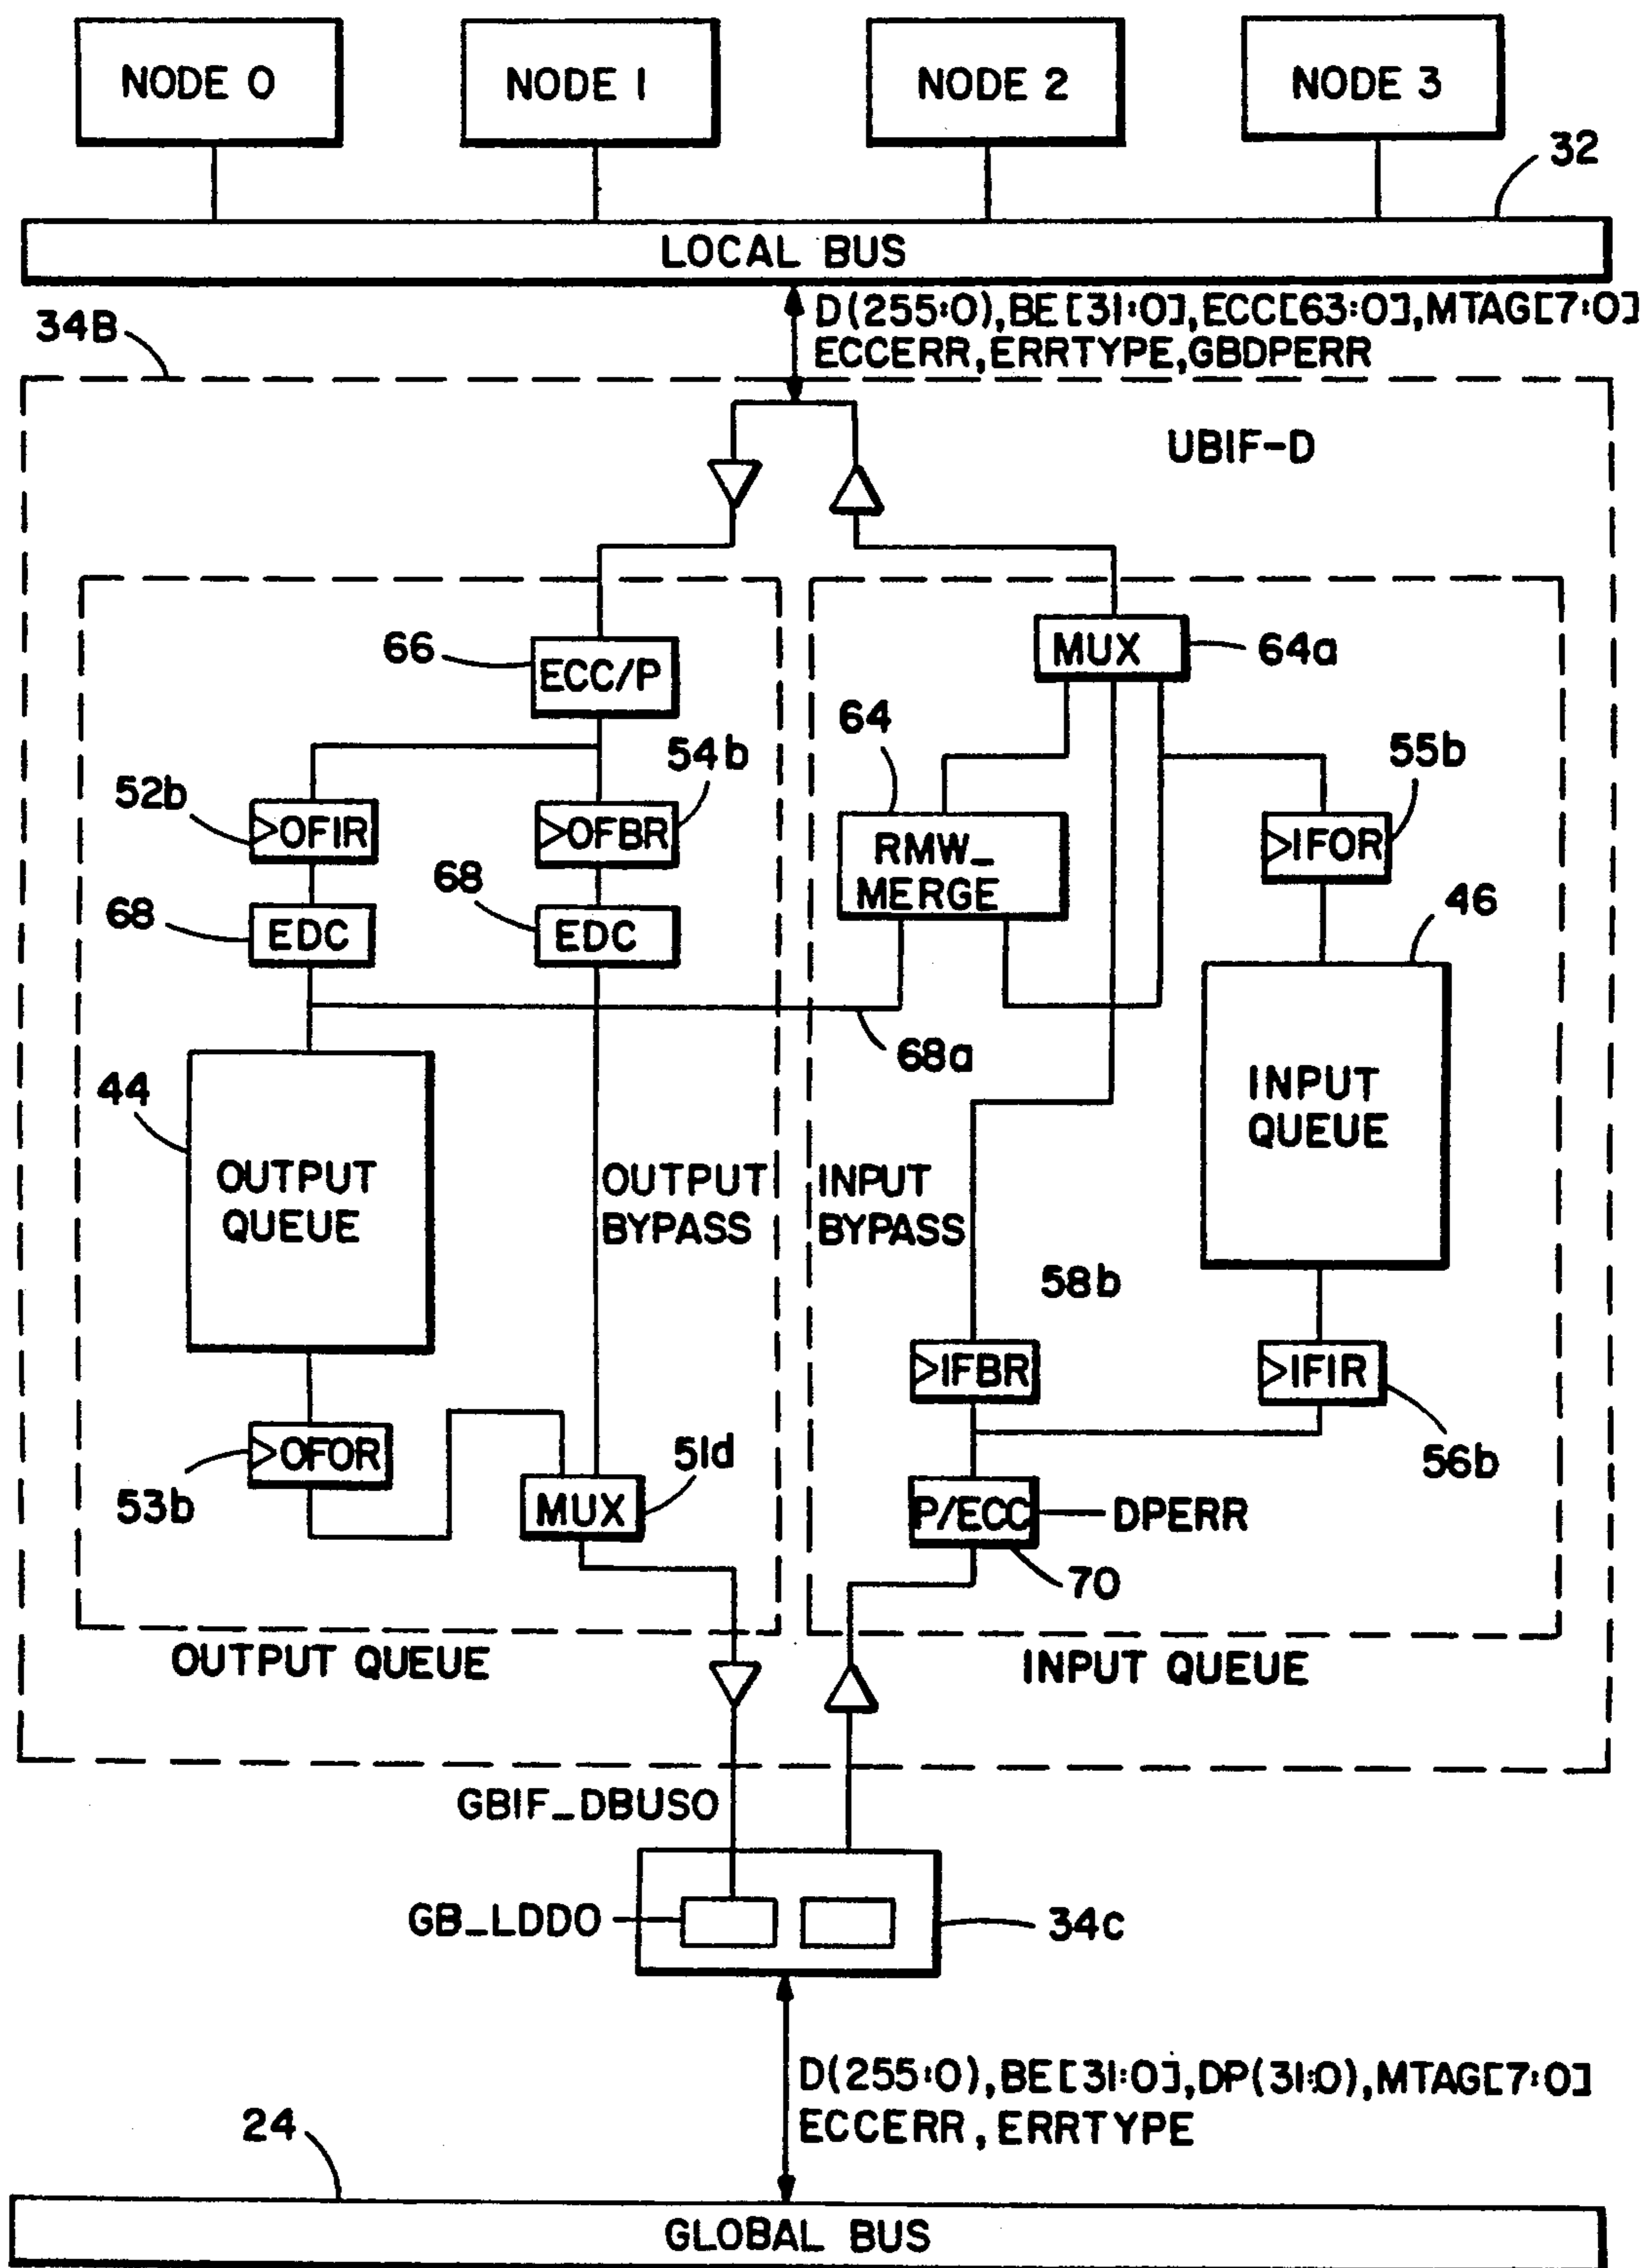 NODE 0
NODE 1
NODE 2
NODE 3
32
LOCAL BUS
D(255:0),BE[31:0],ECC[63:0],MTAG[7:0]
ECCERR,ERRTYPE,GBDPERR
34B
UBIF-D
66
ECC/P
MUX
64a
64
54b
55b
52b
>OFIR
>OFBR
RMW_
MERGE
>IFOR
68
EDC
68
EDC
46
68a
44
OUTPUT
QUEUE
OUTPUT
BYPASS
INPUT
BYPASS
INPUT
QUEUE
58b
>IFBR
>IFIR
>OFOR
53b
51d
MUX
56b
P/ECC
DPERR
70
OUTPUT QUEUE
INPUT QUEUE
GBIF_DBUSO
GB_LDDO
34c
D(255:0),BE[31:0],DP(31:0),MTAG[7:0]
ECCERR, ERRTYPE
24
GLOBAL BUS